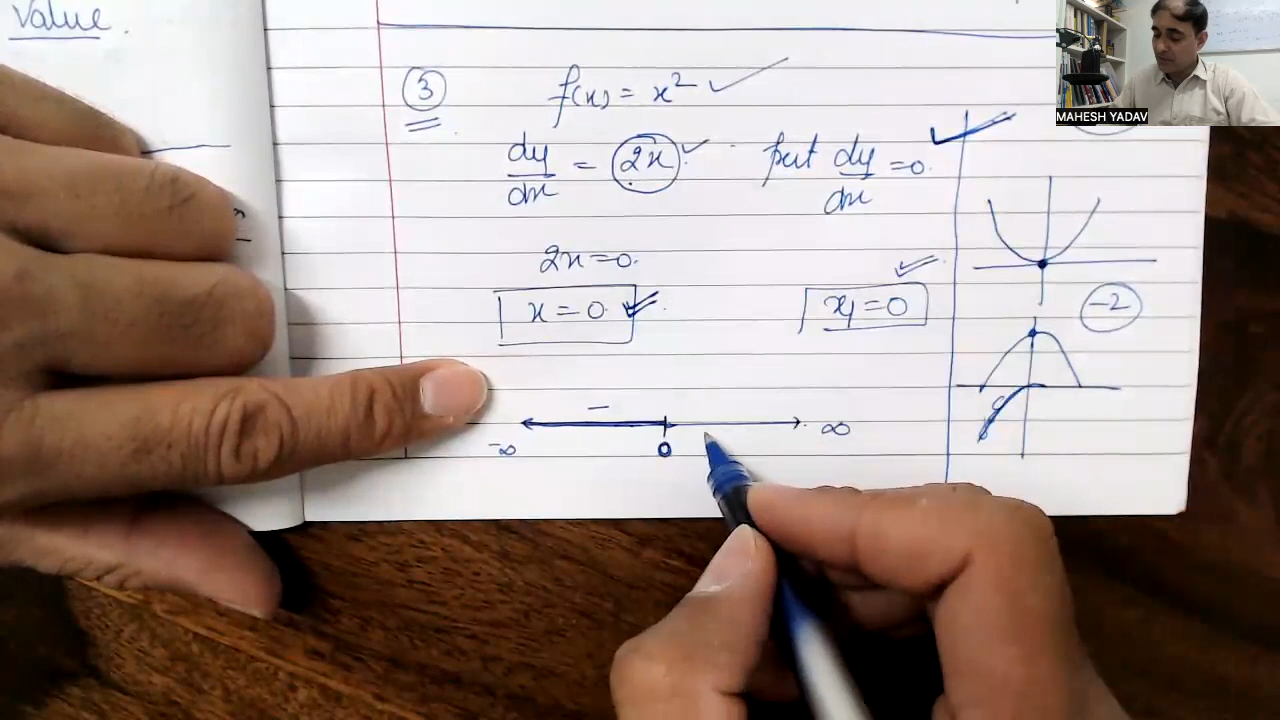 Value.
③ f(x) = x²
dy/dx = 2x put dy/dx = 0.
2x = 0.
x = 0. x = 0
-2
−
-∞ 0 ∞
MAHESH YADAV